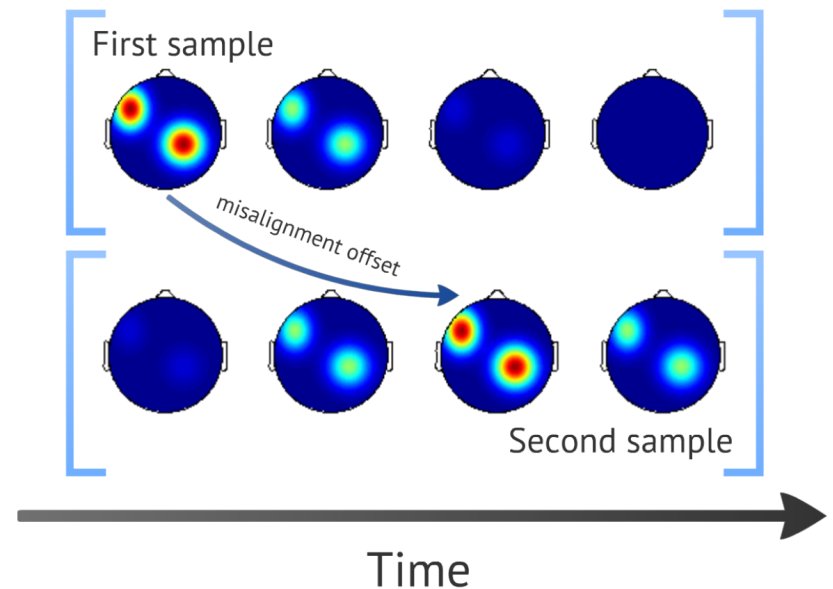 First sample
misalignment offset
Second sample
Time